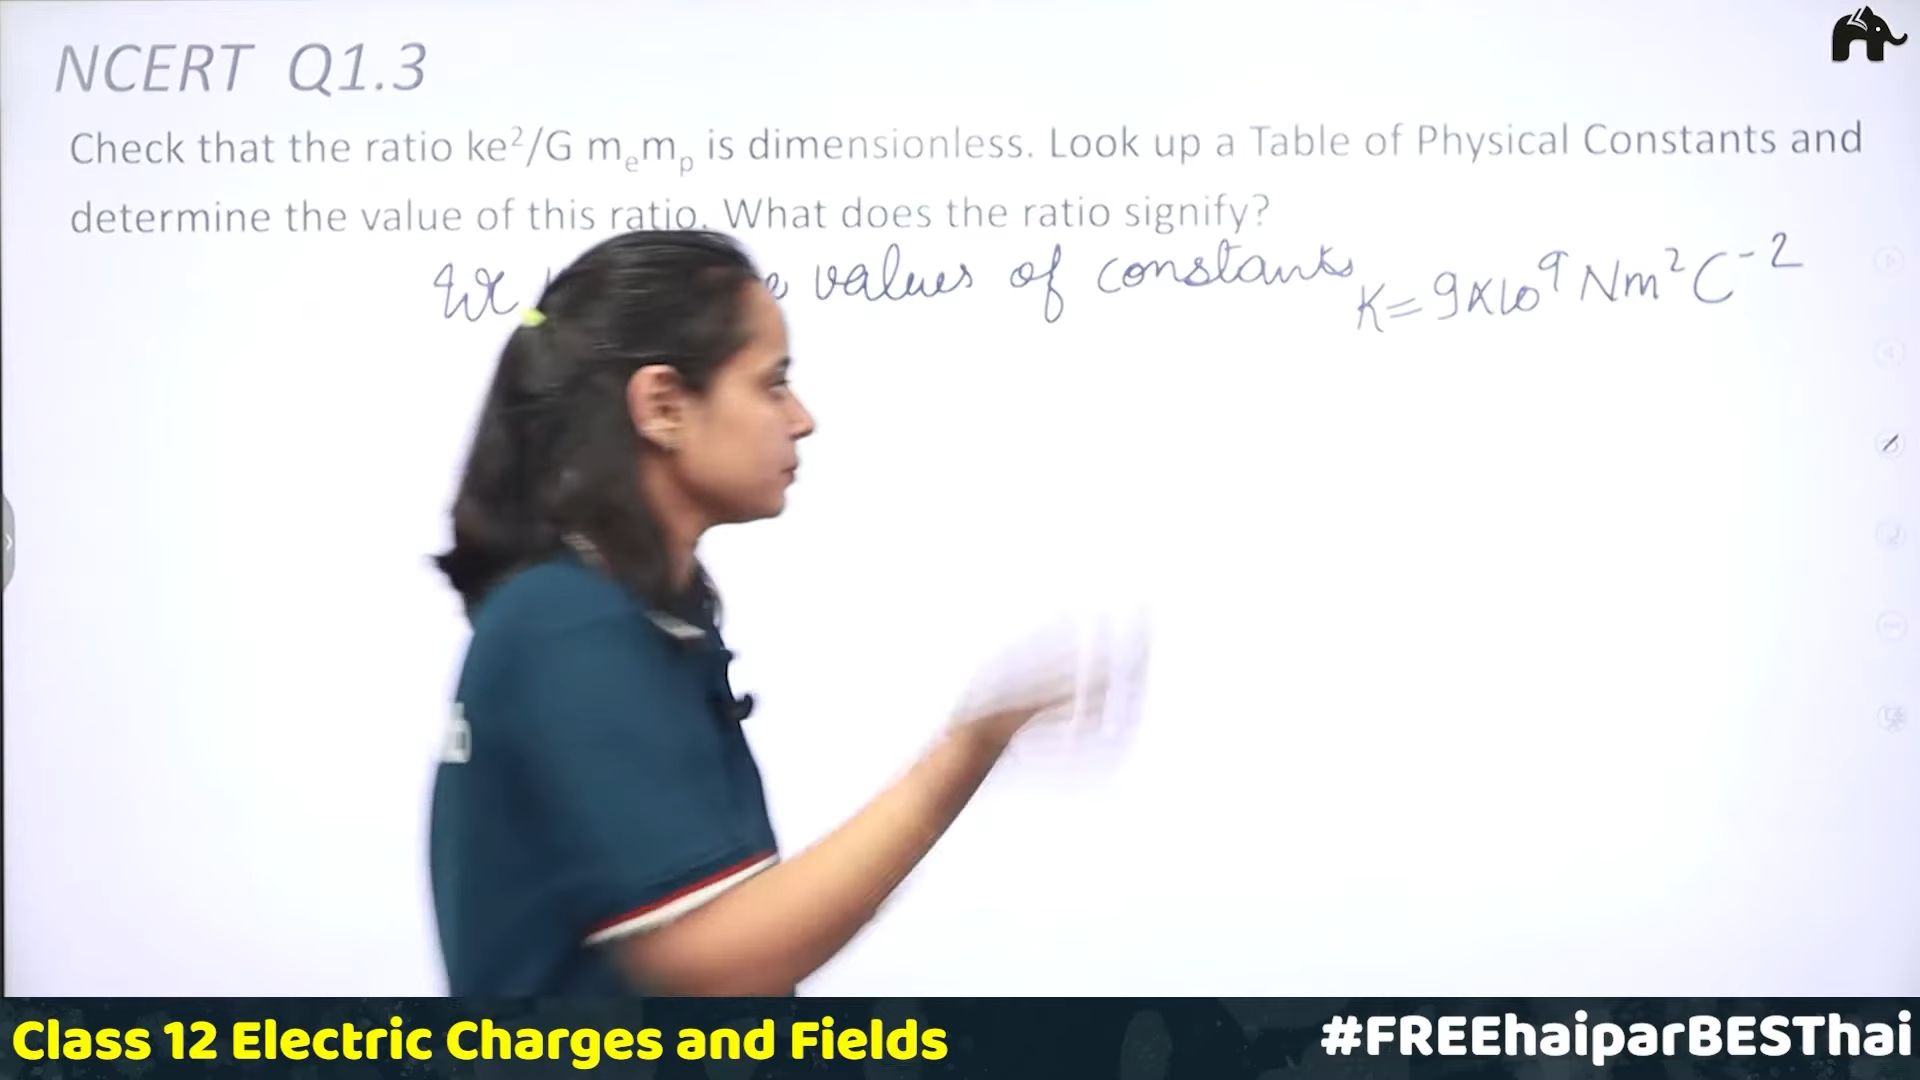 NCERT Q1.3
Check that the ratio ke²/G mₑmₚ is dimensionless. Look up a Table of Physical Constants and
determine the value of this ratio. What does the ratio signify?
We values of constants K=9x10⁹ Nm²C⁻²
Class 12 Electric Charges and Fields
#FREEhaiparBESThai